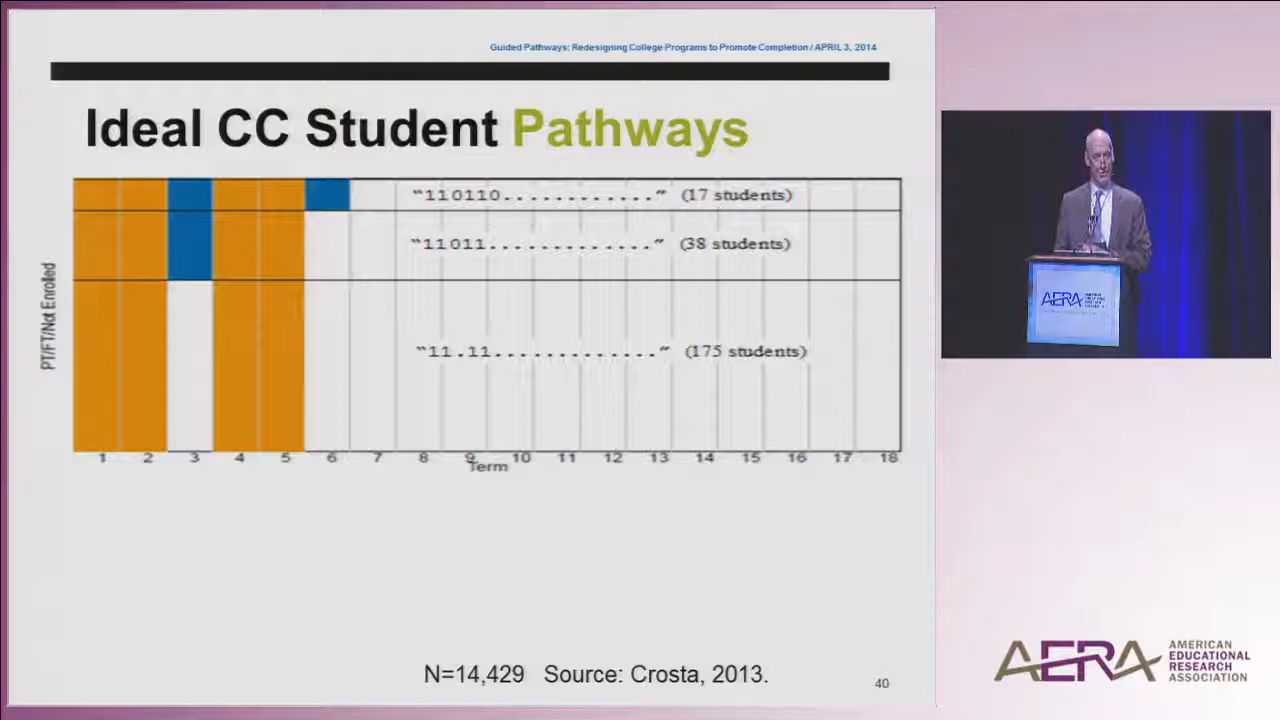 Guided Pathways: Redesigning College Programs to Promote Completion / APRIL 3, 2014
Ideal CC Student Pathways
"110110............" (17 students)
"11011............." (38 students)
"11.11............." (175 students)
PT/FT/Not Enrolled
1 2 3 4 5 6 7 8 9 10 11 12 13 14 15 16 17 18
Term
N=14,429 Source: Crosta, 2013.
40
AERA
AERA
AMERICAN
EDUCATIONAL
RESEARCH
ASSOCIATION